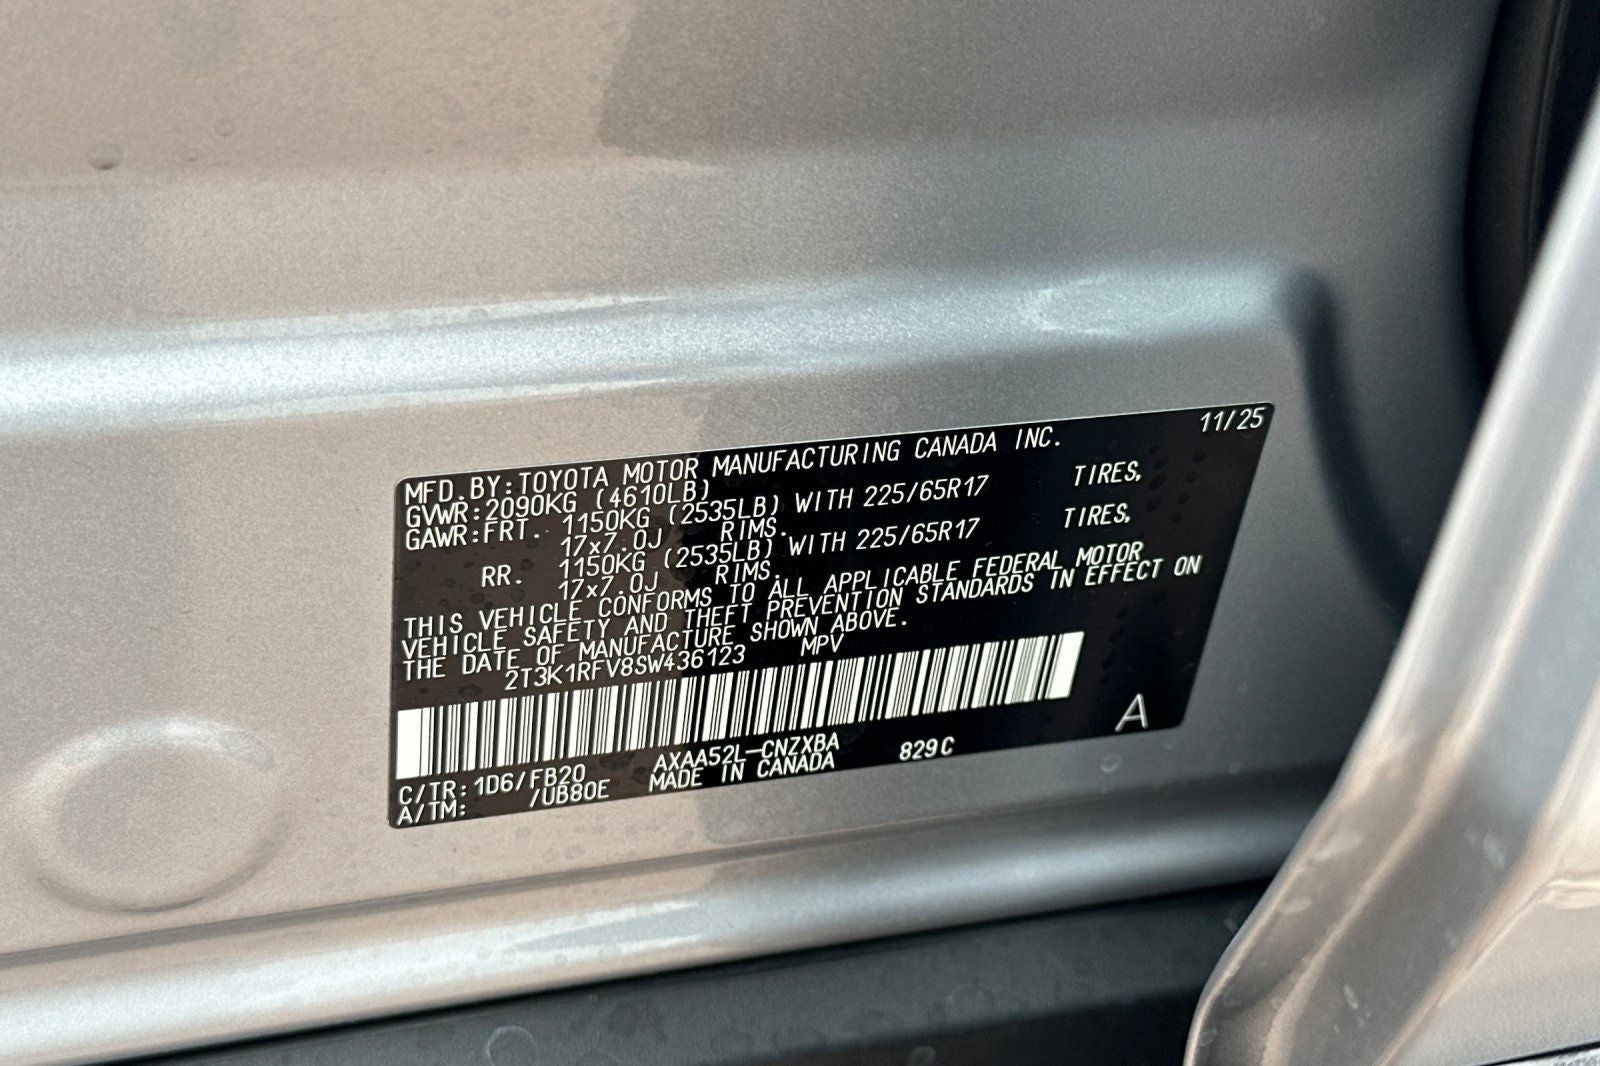 11/25
MFD.BY:TOYOTA MOTOR MANUFACTURING CANADA INC.
GVWR:2090KG (4610LB)
GAWR:FRT. 1150KG (2535LB) WITH 225/65R17 TIRES,
17x7.0J RIMS.
RR. 1150KG (2535LB) WITH 225/65R17 TIRES,
17x7.0J RIMS.
THIS VEHICLE CONFORMS TO ALL APPLICABLE FEDERAL MOTOR
VEHICLE SAFETY AND THEFT PREVENTION STANDARDS IN EFFECT ON
THE DATE OF MANUFACTURE SHOWN ABOVE.
2T3K1RFV8SW436123 MPV
A
C/TR:1D6/FB20 AXAA52L-CNZXBA 829C
A/TM: /UB80E MADE IN CANADA